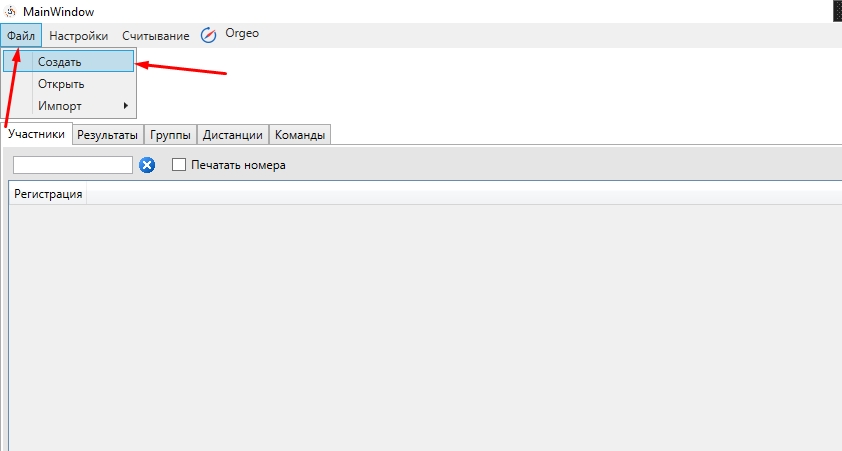 MainWindow
Файл Настройки Считывание Orgeo
Создать
Открыть
Импорт
Участники Результаты Группы Дистанции Команды
Печатать номера
Регистрация